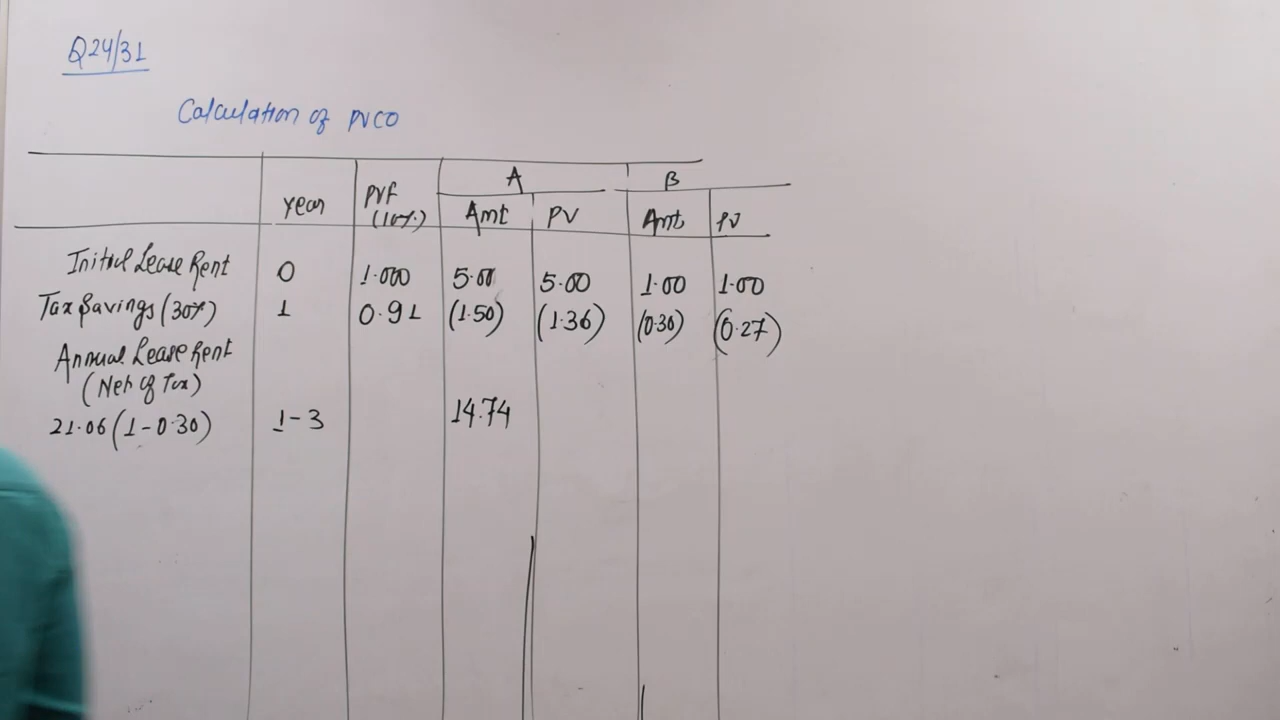 Q24/31
Calculation of PVCO
A B
Year PVF (10%) Amt PV Amt PV
Initial Lease Rent 0 1.000 5.00 5.00 1.00 1.00
Tax Savings (30%) 1 0.91 (1.50) (1.36) (0.30) (0.27)
Annual Lease Rent
(Net of Tax)
21.06 (1-0.30) 1-3 14.74